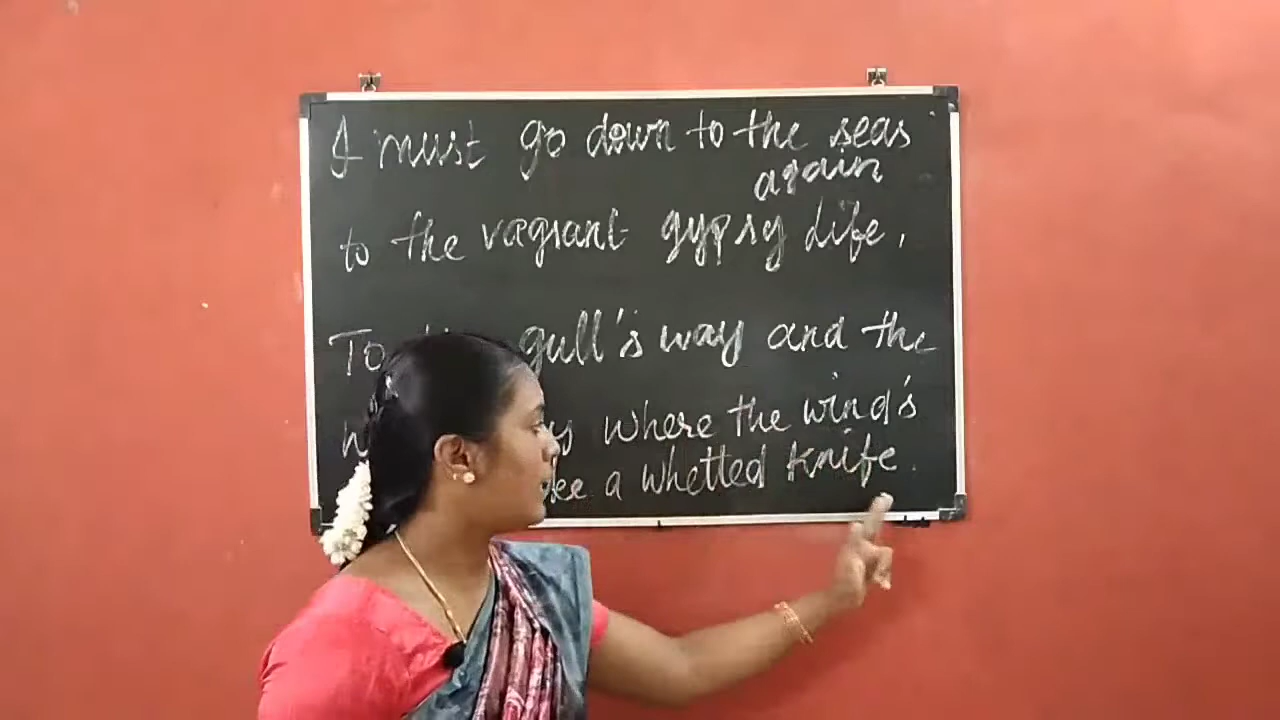 I must go down to the seas
again
to the vagrant gypsy life,
To gull's way and the
where the wind's
a whetted knife.